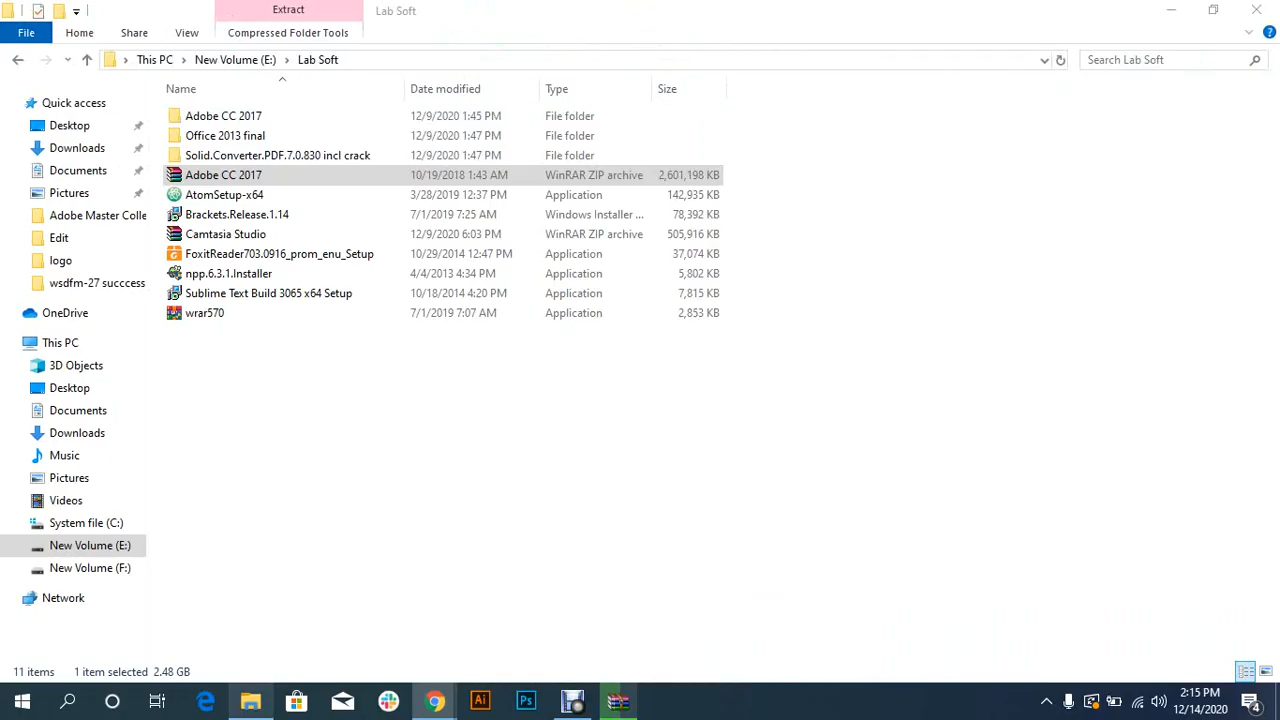 Extract
Lab Soft
File
Home
Share
View
Compressed Folder Tools
This PC
New Volume (E:)
Lab Soft
Search Lab Soft
Name
Date modified
Type
Size
Adobe CC 2017 12/9/2020 1:45 PM File folder
Office 2013 final 12/9/2020 1:47 PM File folder
Solid.Converter.PDF.7.0.830 incl crack 12/9/2020 1:47 PM File folder
Adobe CC 2017 10/19/2018 1:43 AM WinRAR ZIP archive 2,601,198 KB
AtomSetup-x64 3/28/2019 12:37 PM Application 142,935 KB
Brackets.Release.1.14 7/1/2019 7:25 AM Windows Installer ... 78,392 KB
Camtasia Studio 12/9/2020 6:03 PM WinRAR ZIP archive 505,916 KB
FoxitReader703.0916_prom_enu_Setup 10/29/2014 12:47 PM Application 37,074 KB
npp.6.3.1.Installer 4/4/2013 4:34 PM Application 5,802 KB
Sublime Text Build 3065 x64 Setup 10/18/2014 4:20 PM Application 7,815 KB
wrar570 7/1/2019 7:07 AM Application 2,853 KB
Quick access
Desktop
Downloads
Documents
Pictures
Adobe Master Colle
Edit
logo
wsdfm-27 succcess
OneDrive
This PC
3D Objects
Desktop
Documents
Downloads
Music
Pictures
Videos
System file (C:)
New Volume (E:)
New Volume (F:)
Network
11 items 1 item selected 2.48 GB
Ai
Ps
2:15 PM
12/14/2020
4